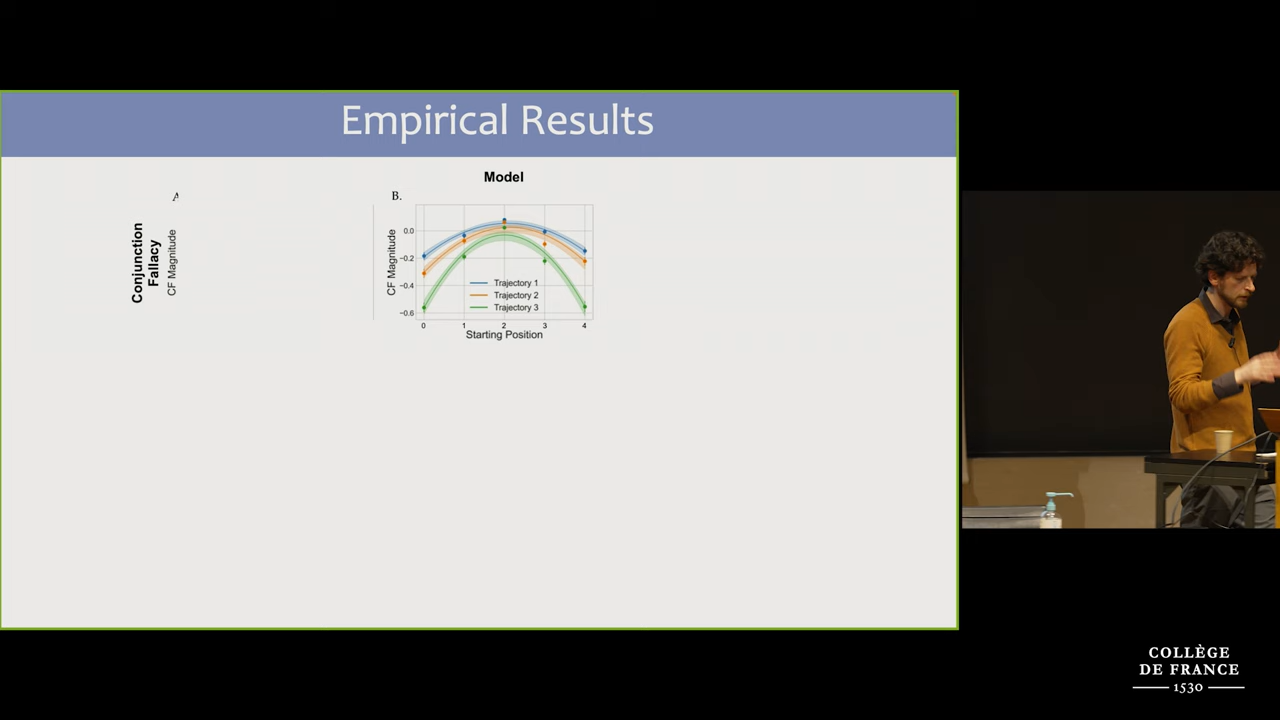 Empirical Results
Model
A
B.
Conjunction
Fallacy
CF Magnitude
CF Magnitude
0.0
−0.2
−0.4
−0.6
Trajectory 1
Trajectory 2
Trajectory 3
0 1 2 3 4
Starting Position
COLLÈGE
DE FRANCE
1530